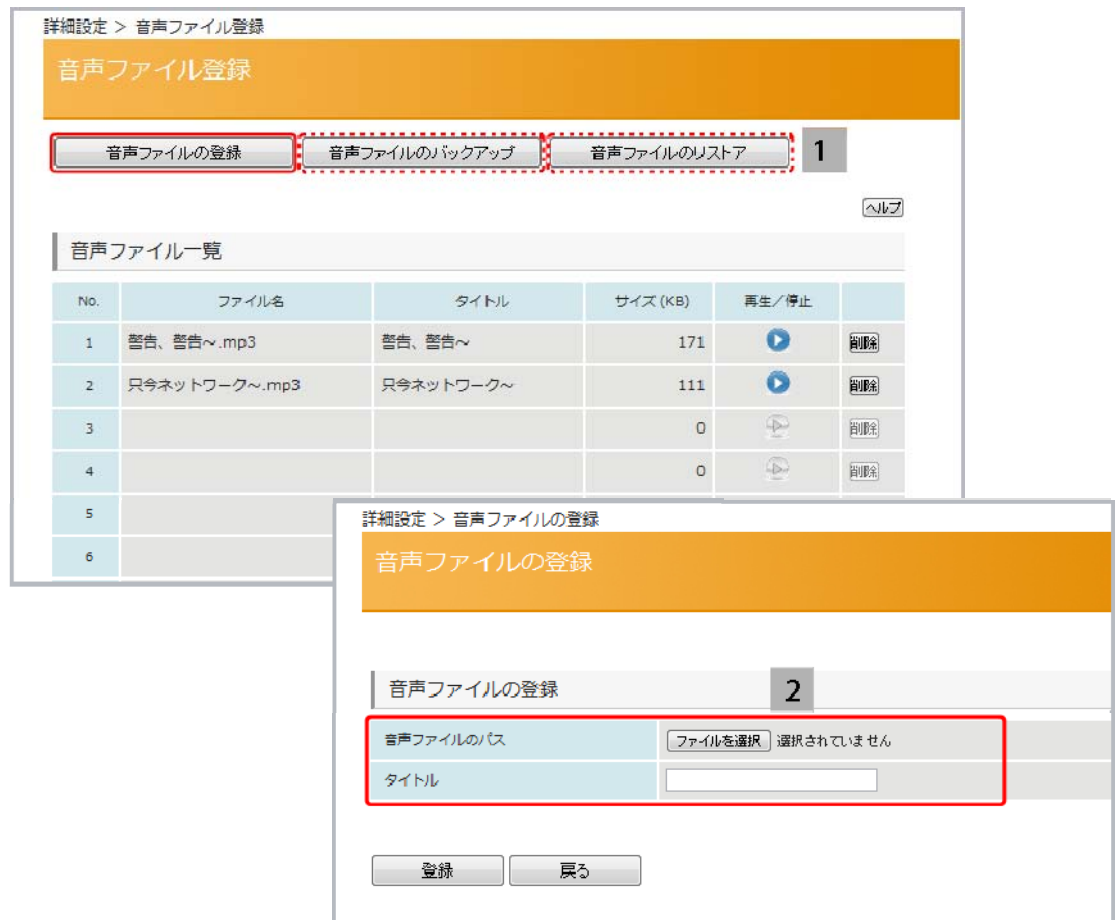 詳細設定 > 音声ファイル登録
音声ファイル登録
音声ファイルの登録 音声ファイルのバックアップ 音声ファイルのリストア 1
ヘルプ
音声ファイル一覧
No. ファイル名 タイトル サイズ(KB) 再生/停止
1 警告、警告~.mp3 警告、警告~ 171 削除
2 只今ネットワーク~.mp3 只今ネットワーク~ 111 削除
3 0 削除
4 0 削除
5
6
詳細設定 > 音声ファイルの登録
音声ファイルの登録
音声ファイルの登録 2
音声ファイルのパス ファイルを選択 選択されていません
タイトル
登録 戻る